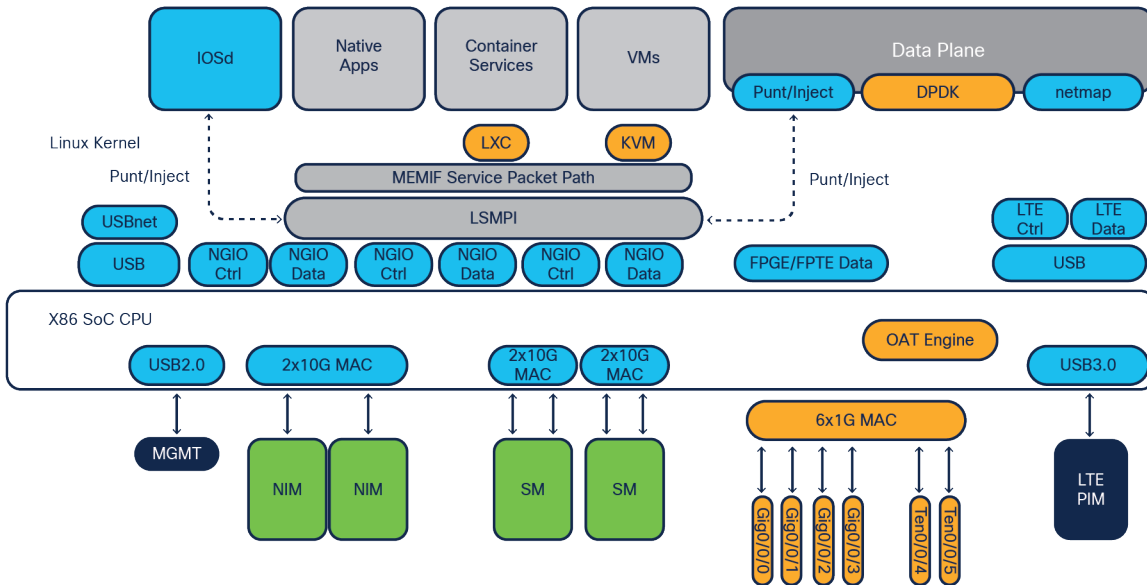 IOSd
Native
Apps
Container
Services
VMs
Data Plane
Punt/Inject
DPDK
netmap
Linux Kernel
LXC
KVM
Punt/Inject
MEMIF Service Packet Path
Punt/Inject
USBnet
LSMPI
LTE
Ctrl
LTE
Data
USB
NGIO
Ctrl
NGIO
Data
NGIO
Ctrl
NGIO
Data
NGIO
Ctrl
NGIO
Data
FPGE/FPTE Data
USB
X86 SoC CPU
OAT Engine
USB2.0
2x10G MAC
2x10G
MAC
2x10G
MAC
USB3.0
6x1G MAC
MGMT
NIM
NIM
SM
SM
LTE
PIM
Gig0/0/0
Gig0/0/1
Gig0/0/2
Gig0/0/3
Ten0/0/4
Ten0/0/5